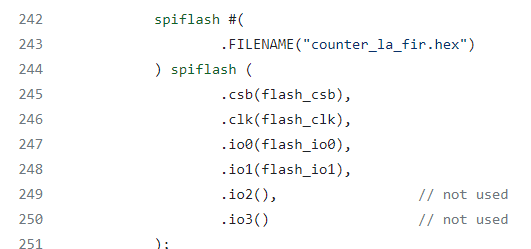 242 spiflash #(
243 .FILENAME("counter_la_fir.hex")
244 ) spiflash (
245 .csb(flash_csb),
246 .clk(flash_clk),
247 .io0(flash_io0),
248 .io1(flash_io1),
249 .io2(), // not used
250 .io3() // not used
251 );